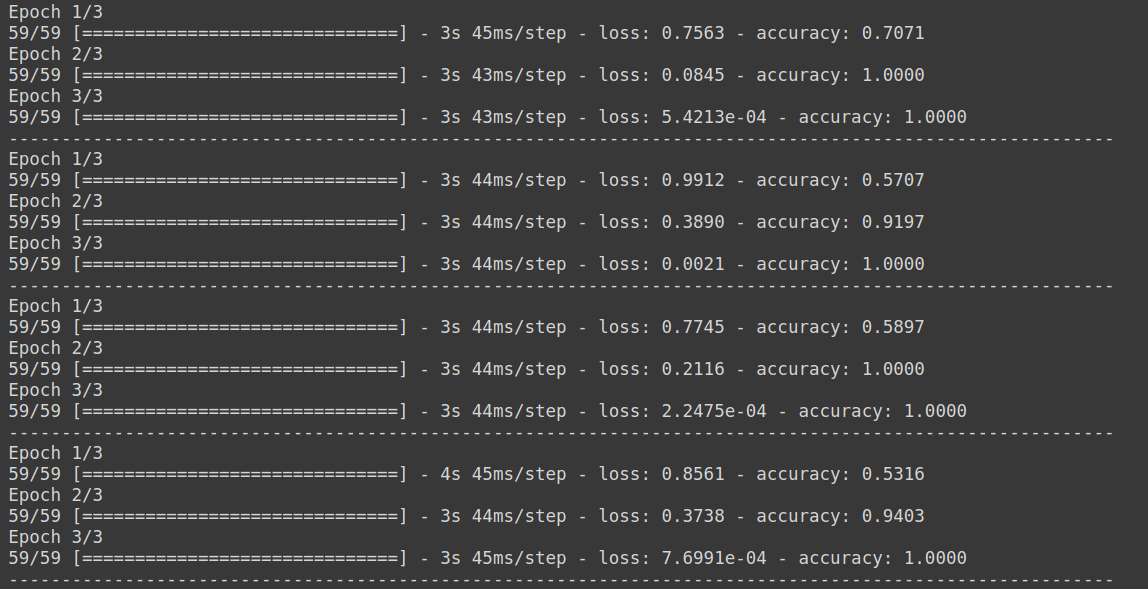 Epoch 1/3
59/59 [==============================] - 3s 45ms/step - loss: 0.7563 - accuracy: 0.7071
Epoch 2/3
59/59 [==============================] - 3s 43ms/step - loss: 0.0845 - accuracy: 1.0000
Epoch 3/3
59/59 [==============================] - 3s 43ms/step - loss: 5.4213e-04 - accuracy: 1.0000
---------------------------------------------------------------------------------------------------------
Epoch 1/3
59/59 [==============================] - 3s 44ms/step - loss: 0.9912 - accuracy: 0.5707
Epoch 2/3
59/59 [==============================] - 3s 44ms/step - loss: 0.3890 - accuracy: 0.9197
Epoch 3/3
59/59 [==============================] - 3s 44ms/step - loss: 0.0021 - accuracy: 1.0000
---------------------------------------------------------------------------------------------------------
Epoch 1/3
59/59 [==============================] - 3s 44ms/step - loss: 0.7745 - accuracy: 0.5897
Epoch 2/3
59/59 [==============================] - 3s 44ms/step - loss: 0.2116 - accuracy: 1.0000
Epoch 3/3
59/59 [==============================] - 3s 44ms/step - loss: 2.2475e-04 - accuracy: 1.0000
---------------------------------------------------------------------------------------------------------
Epoch 1/3
59/59 [==============================] - 4s 45ms/step - loss: 0.8561 - accuracy: 0.5316
Epoch 2/3
59/59 [==============================] - 3s 44ms/step - loss: 0.3738 - accuracy: 0.9403
Epoch 3/3
59/59 [==============================] - 3s 45ms/step - loss: 7.6991e-04 - accuracy: 1.0000
---------------------------------------------------------------------------------------------------------